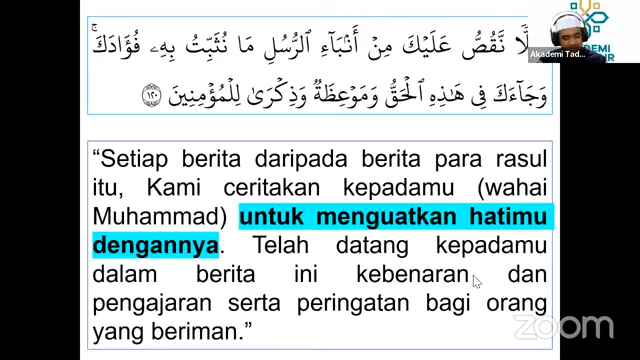 لًّا نَّقُصُّ عَلَيْكَ مِنْ أَنۢبَآءِ ٱلرُّسُلِ مَا نُثَبِّتُ بِهِۦ فُؤَادَكَ ۚ
وَجَآءَكَ فِى هَـٰذِهِ ٱلْحَقُّ وَمَوْعِظَةٌ وَذِكْرَىٰ لِلْمُؤْمِنِينَ ١٢٠
Akademi Tad...
“Setiap berita daripada berita para rasul
itu, Kami ceritakan kepadamu (wahai
Muhammad) untuk menguatkan hatimu
dengannya. Telah datang kepadamu
dalam berita ini kebenaran dan
pengajaran serta peringatan bagi orang
yang beriman.”
zoom